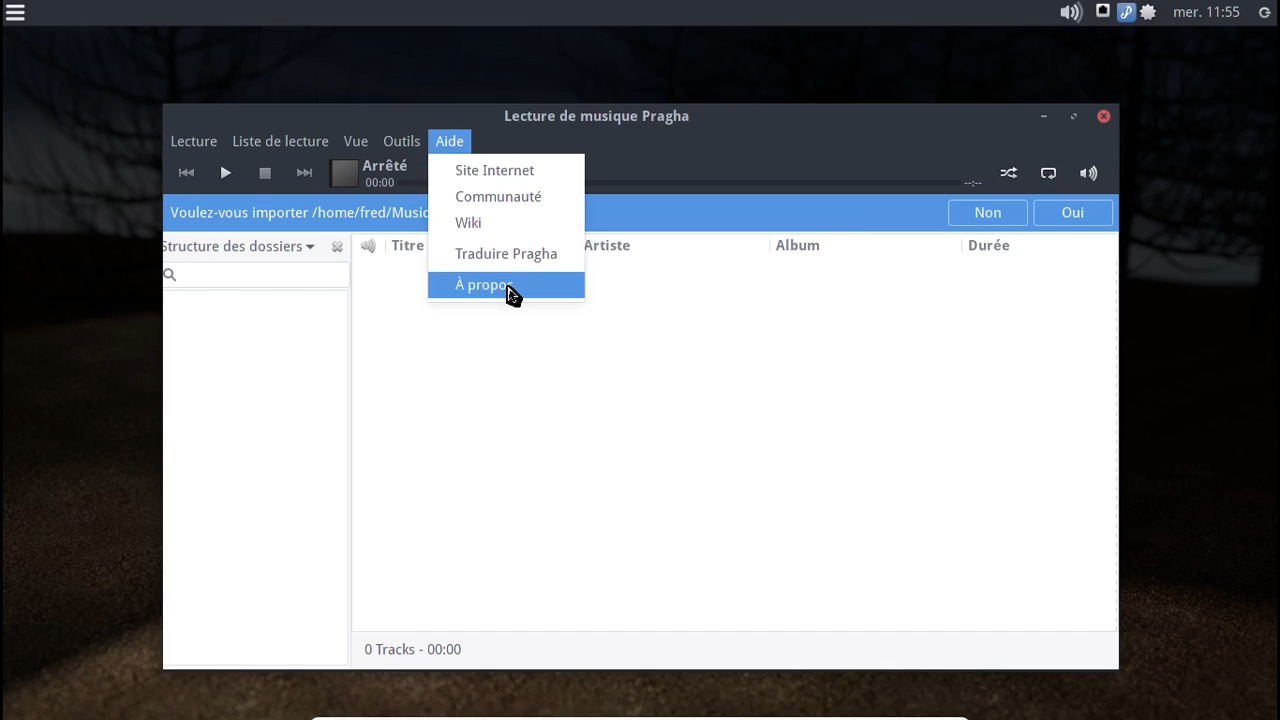 mer. 11:55
Lecture de musique Pragha
Lecture Liste de lecture Vue Outils Aide
Arrêté
00:00 --:--
Site Internet
Communauté
Wiki
Traduire Pragha
À propos
Voulez-vous importer /home/fred/Music
Non Oui
Structure des dossiers
Titre Artiste Album Durée
0 Tracks - 00:00